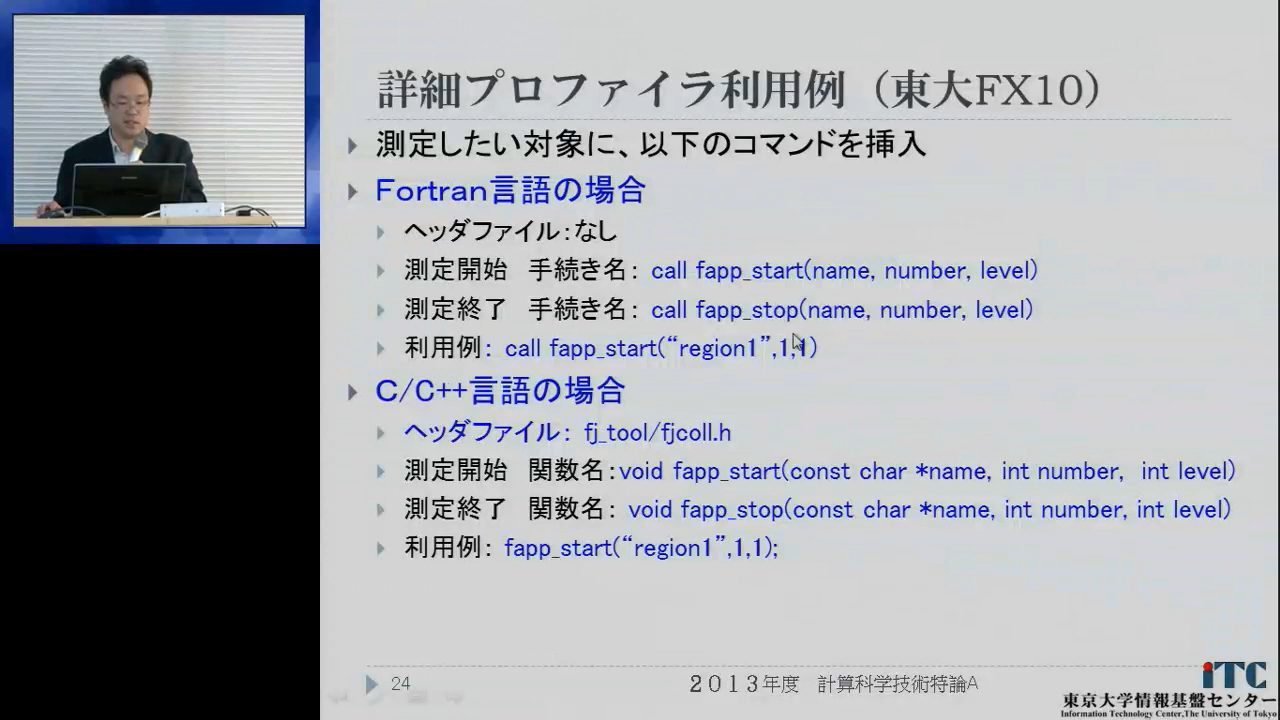 詳細プロファイラ利用例（東大FX10）
測定したい対象に、以下のコマンドを挿入
Fortran言語の場合
ヘッダファイル：なし
測定開始　手続き名： call fapp_start(name, number, level)
測定終了　手続き名： call fapp_stop(name, number, level)
利用例： call fapp_start(“region1”,1,1)
C/C++言語の場合
ヘッダファイル： fj_tool/fjcoll.h
測定開始　関数名：void fapp_start(const char *name, int number, int level)
測定終了　関数名： void fapp_stop(const char *name, int number, int level)
利用例： fapp_start(“region1”,1,1);
24
２０１３年度　計算科学技術特論A
iTC
東京大学情報基盤センター
Information Technology Center,The University of Tokyo